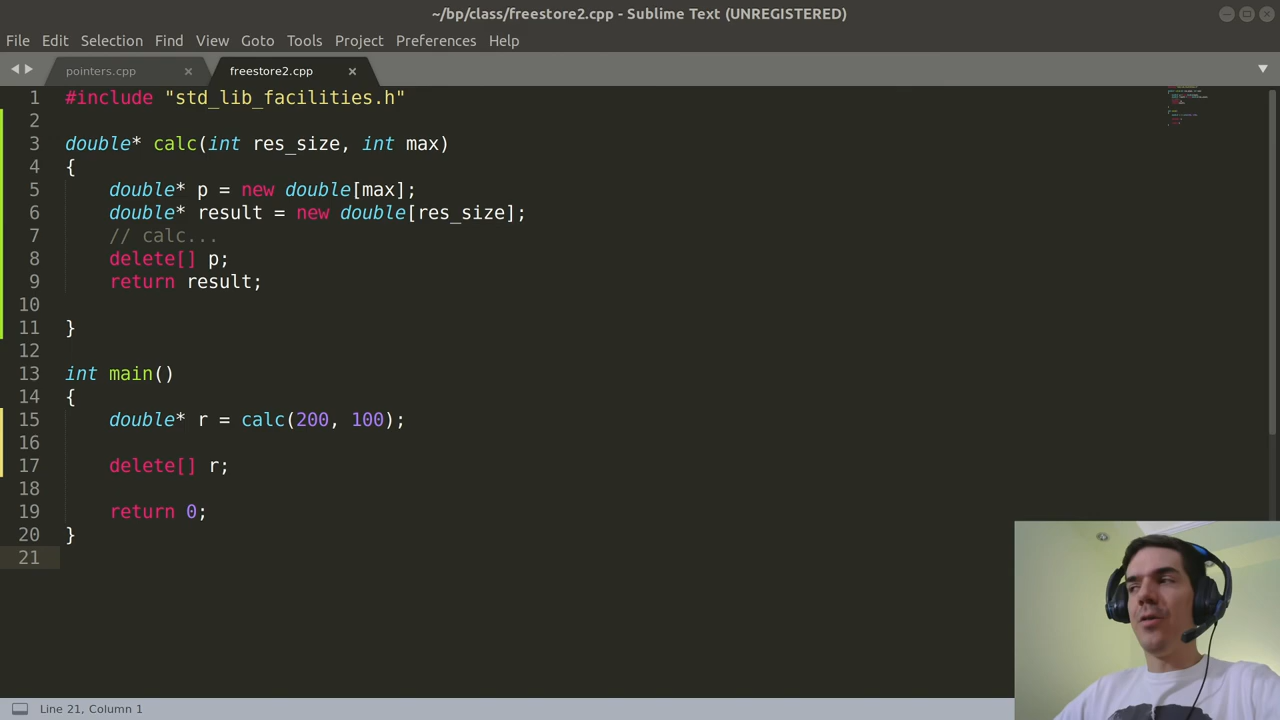 ~/bp/class/freestore2.cpp - Sublime Text (UNREGISTERED)
File Edit Selection Find View Goto Tools Project Preferences Help
pointers.cpp freestore2.cpp
1 #include "std_lib_facilities.h"
2
3 double* calc(int res_size, int max)
4 {
5 double* p = new double[max];
6 double* result = new double[res_size];
7 // calc...
8 delete[] p;
9 return result;
10
11 }
12
13 int main()
14 {
15 double* r = calc(200, 100);
16
17 delete[] r;
18
19 return 0;
20 }
21
Line 21, Column 1